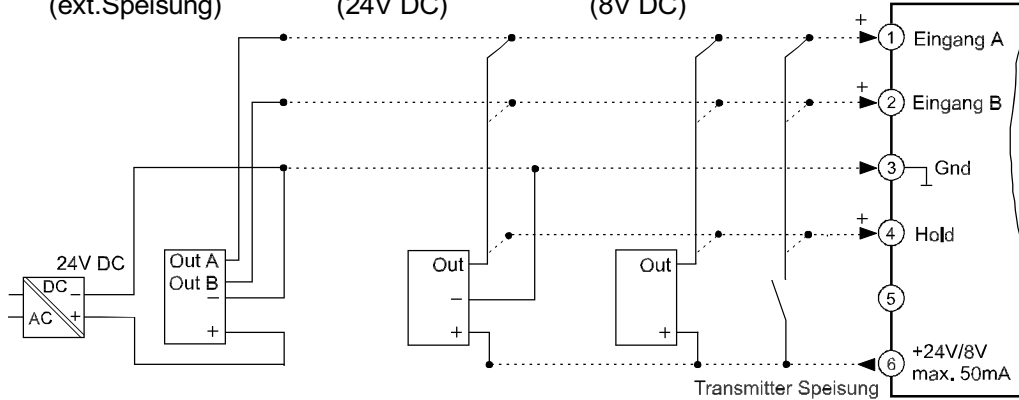 (ext.Speisung) (24V DC) (8V DC)
+ 1 Eingang A
+ 2 Eingang B
3 Gnd
+ 4 Hold
5
6 +24V/8V
max. 50mA
Transmitter Speisung
24V DC
DC −
AC +
Out A
Out B
−
+
Out
−
+
Out
+